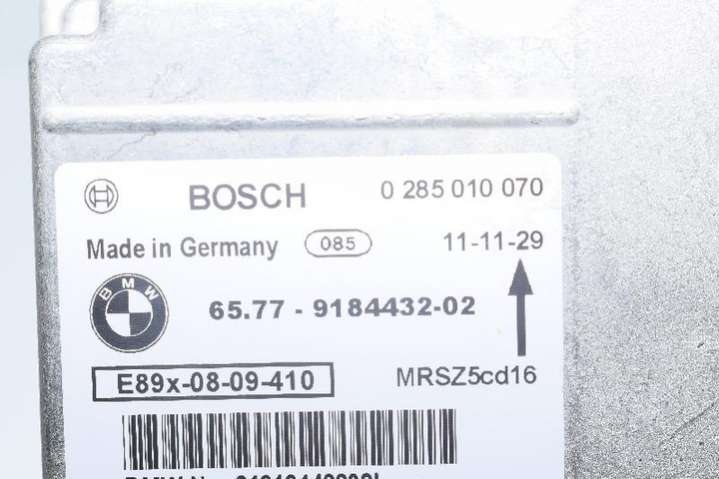 BOSCH 0 285 010 070
Made in Germany 085 11-11-29
BMW
65.77 - 9184432-02
E89x-08-09-410 MRSZ5cd16